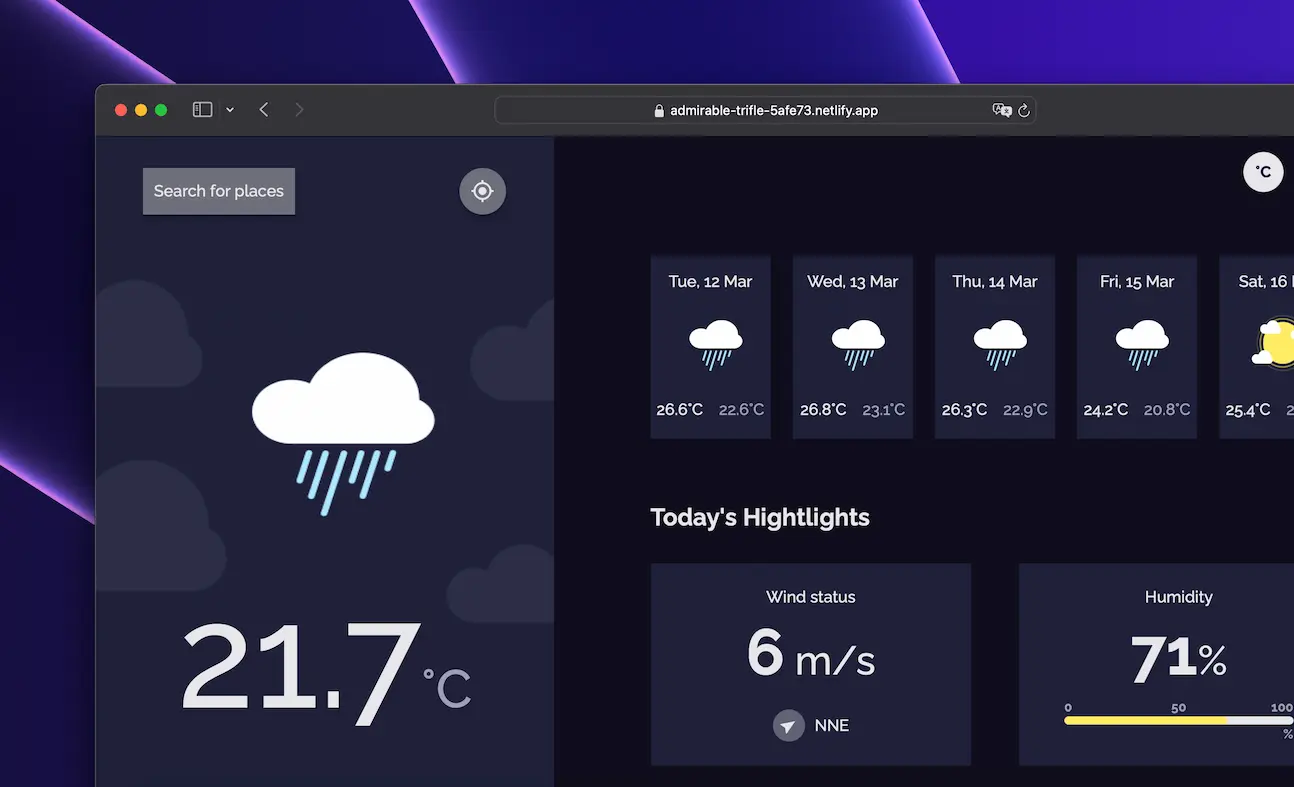 admirable-trifle-5afe73.netlify.app
Search for places
°C
Tue, 12 Mar
26.6°C 22.6°C
Wed, 13 Mar
26.8°C 23.1°C
Thu, 14 Mar
26.3°C 22.9°C
Fri, 15 Mar
24.2°C 20.8°C
Sat, 16
25.4°C
21.7°C
Today's Hightlights
Wind status
6 m/s
NNE
Humidity
71%
0 50 100
%